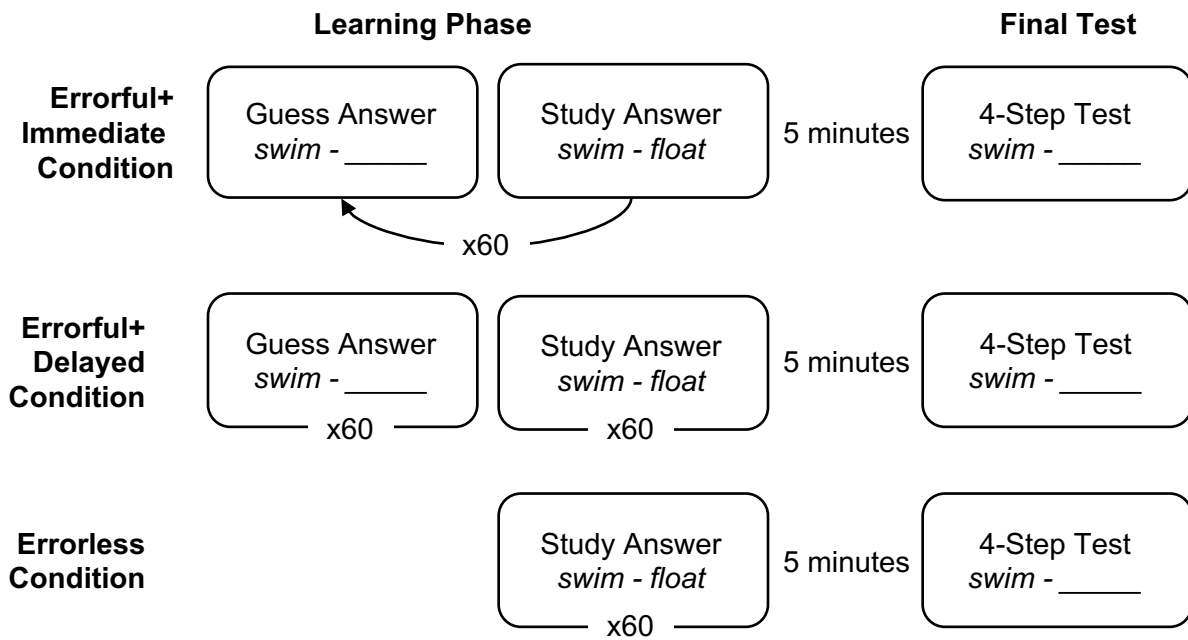 Learning Phase
Final Test
Errorful+
Immediate
Condition
Guess Answer
swim - _____
Study Answer
swim - float
5 minutes
4-Step Test
swim - _____
x60
Errorful+
Delayed
Condition
Guess Answer
swim - _____
x60
Study Answer
swim - float
x60
5 minutes
4-Step Test
swim - _____
Errorless
Condition
Study Answer
swim - float
x60
5 minutes
4-Step Test
swim - _____